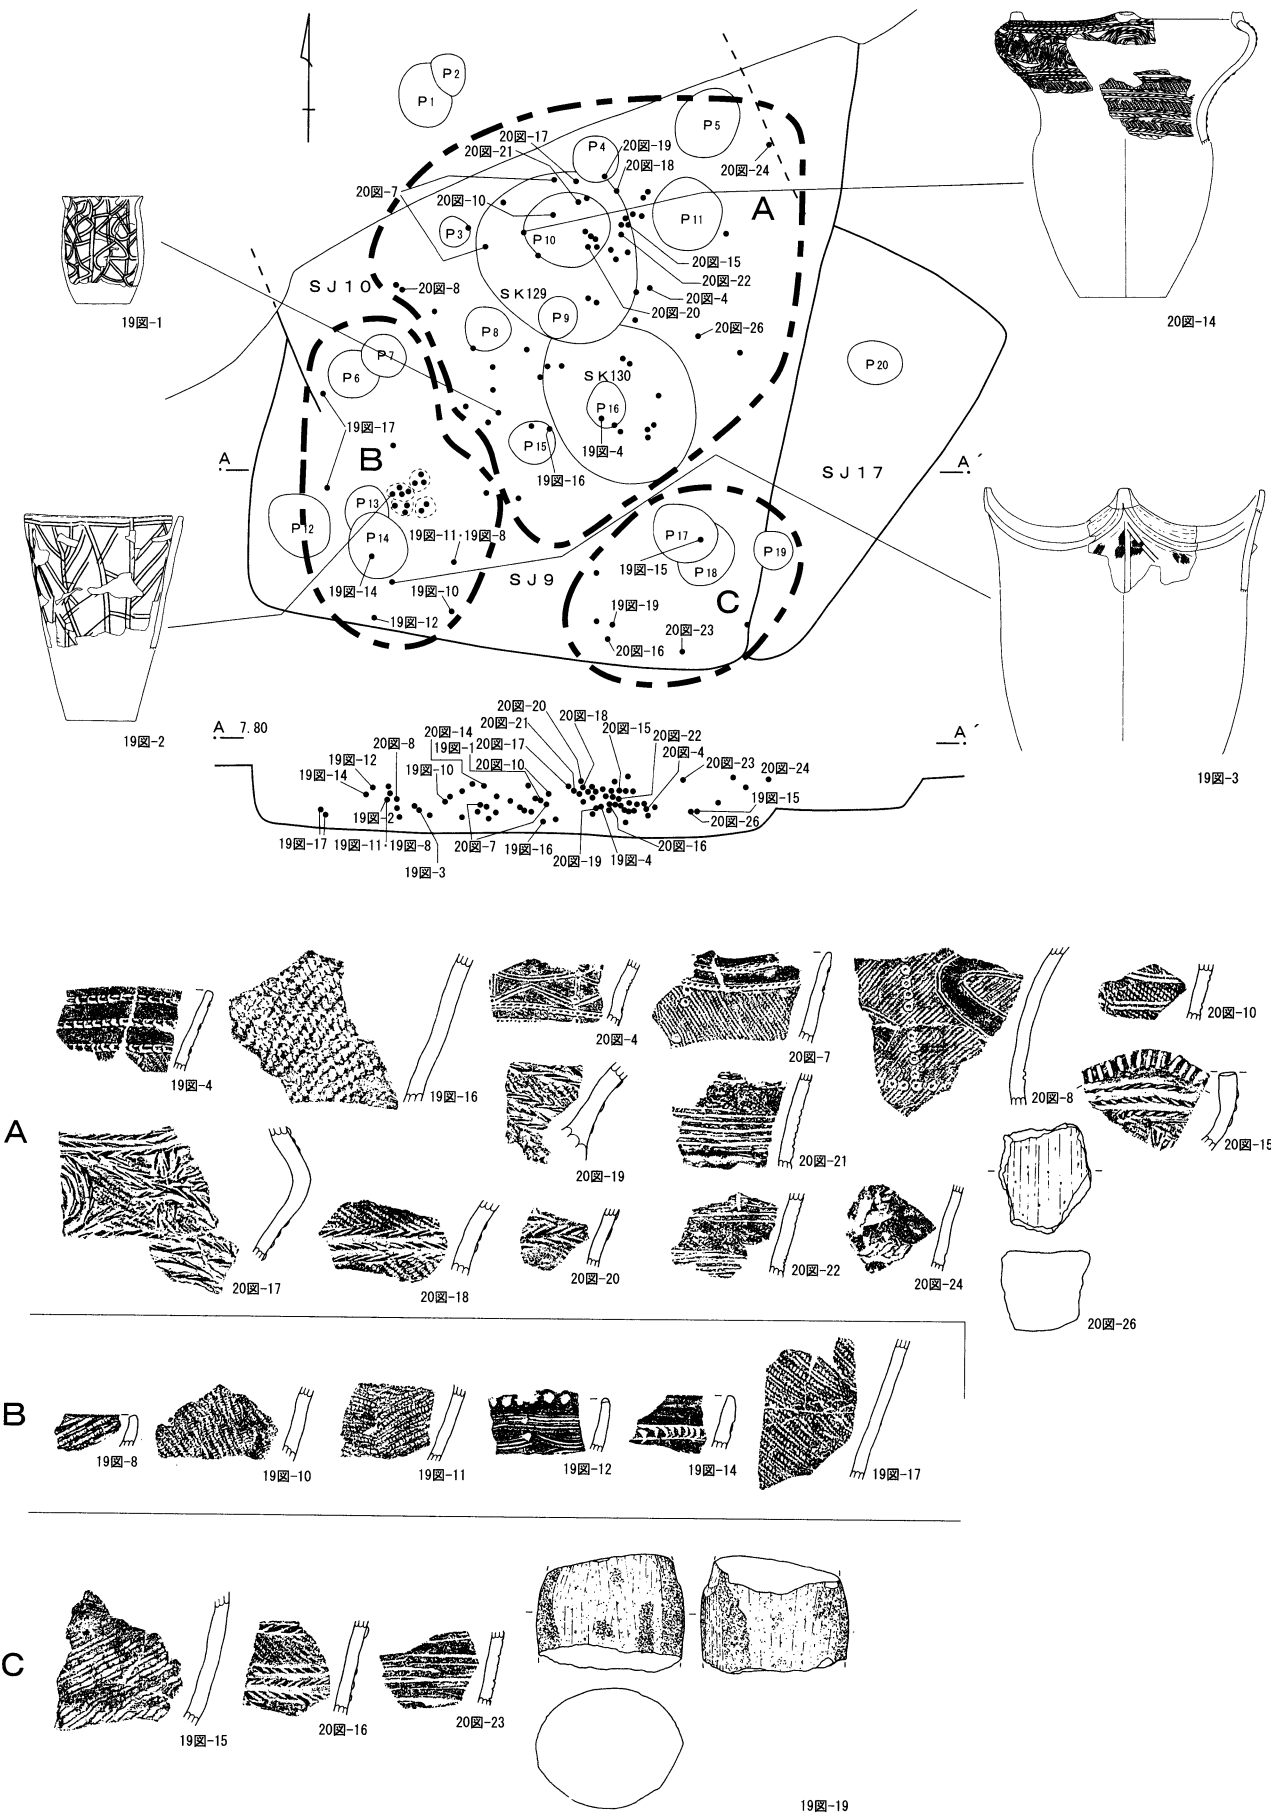 P2
P1
P5
20図-17
20図-21
P4
20図-19
20図-18
20図-24
20図-7
20図-10
A
P11
P3
P10
20図-15
20図-22
SJ10
20図-8
SK129
20図-4
20図-20
19図-1
20図-14
P9
P8
20図-26
P7
P6
P20
SK130
P16
19図-17
19図-4
B
P15
A
SJ17
A´
19図-16
P13
P12
P14
19図-11・19図-8
P17
P19
19図-15
P18
SJ9
19図-14
19図-10
C
19図-19
19図-12
20図-23
20図-16
19図-2
19図-3
A 7.80
A´
20図-20
20図-18
20図-21
20図-15
20図-14
20図-22
19図-1
20図-17
20図-4
20図-8
20図-10
20図-23
19図-12
19図-10
20図-24
19図-14
19図-15
19図-2
20図-26
19図-17
19図-11・19図-8
20図-7
19図-16
20図-16
20図-19
19図-4
19図-3
A
19図-4
19図-16
20図-4
20図-7
20図-8
20図-10
20図-15
20図-19
20図-21
20図-17
20図-18
20図-20
20図-22
20図-24
20図-26
B
19図-8
19図-10
19図-11
19図-12
19図-14
19図-17
C
19図-15
20図-16
20図-23
19図-19